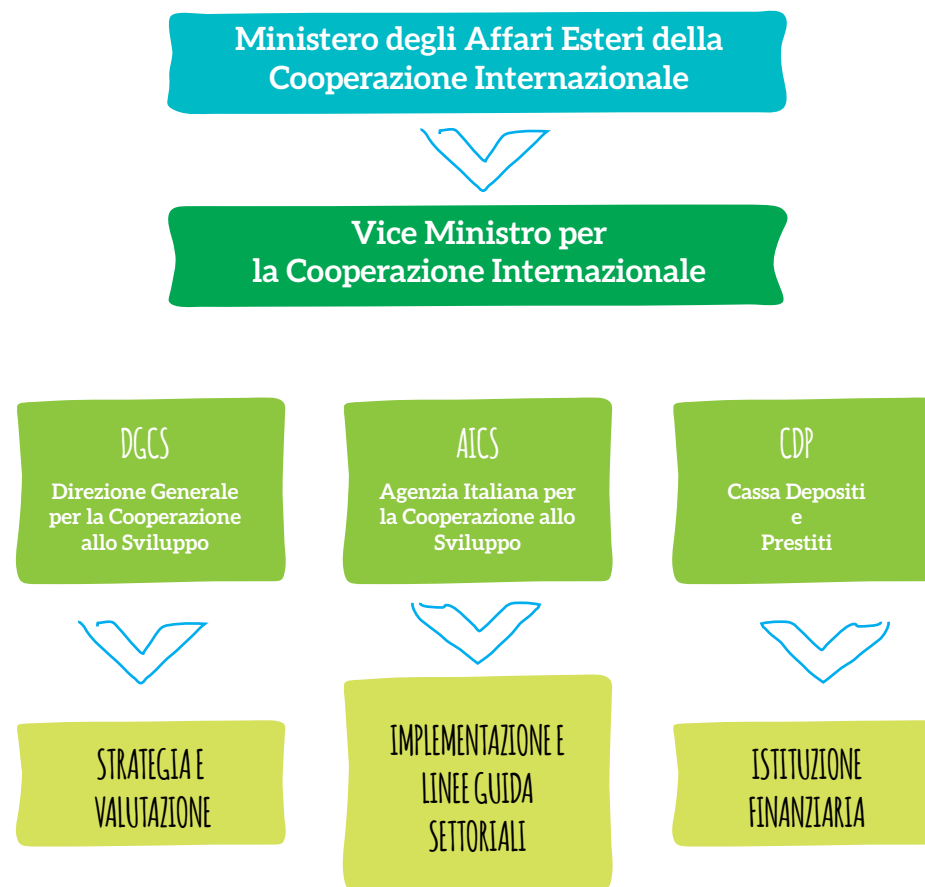 Ministero degli Affari Esteri della
Cooperazione Internazionale
Vice Ministro per
la Cooperazione Internazionale
DGCS
Direzione Generale
per la Cooperazione
allo Sviluppo
AICS
Agenzia Italiana per
la Cooperazione allo
Sviluppo
CDP
Cassa Depositi
e
Prestiti
STRATEGIA E
VALUTAZIONE
IMPLEMENTAZIONE E
LINEE GUIDA
SETTORIALI
ISTITUZIONE
FINANZIARIA